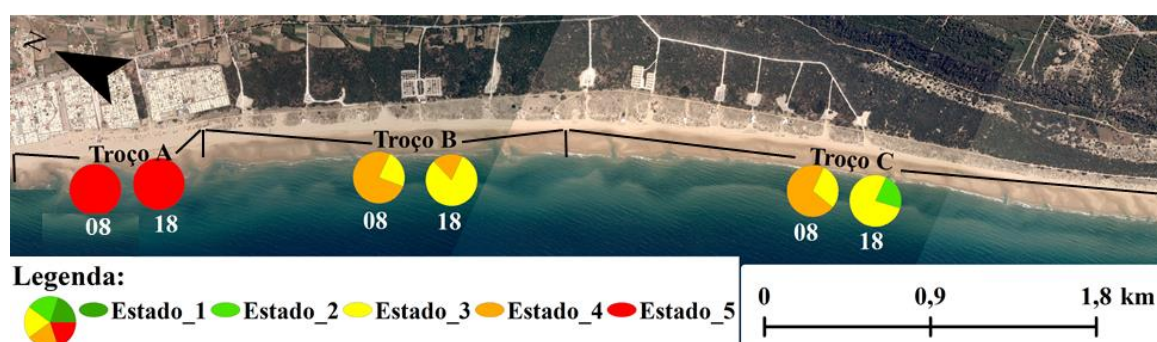 N
Troço A
Troço B
Troço C
08 18
08 18
08 18
Legenda:
Estado_1 Estado_2 Estado_3 Estado_4 Estado_5
0 0,9 1,8 km